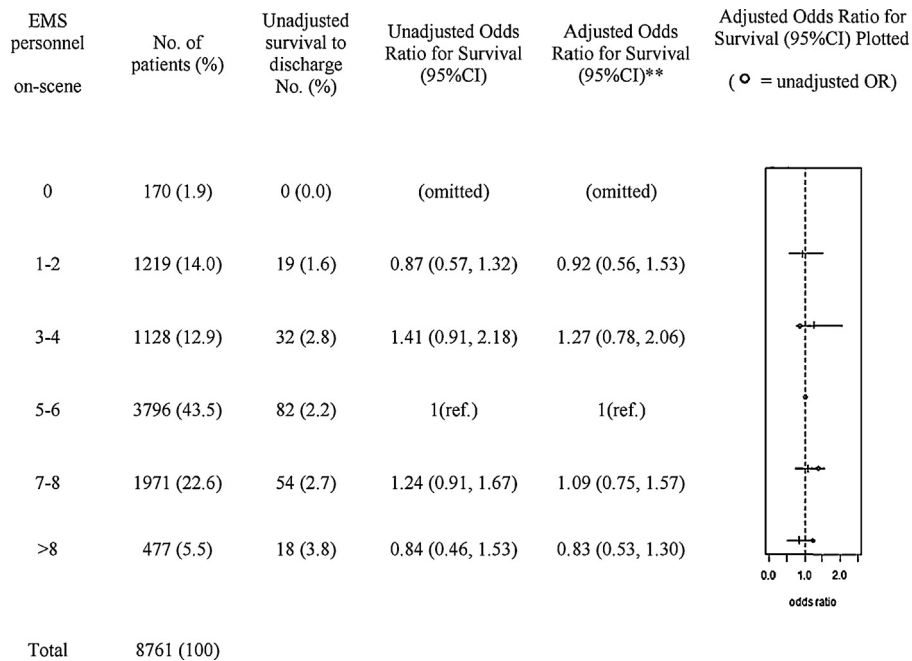 EMS personnel on-scene
No. of patients (%)
Unadjusted survival to discharge No. (%)
Unadjusted Odds Ratio for Survival (95%CI)
Adjusted Odds Ratio for Survival (95%CI)**
Adjusted Odds Ratio for Survival (95%CI) Plotted
( o = unadjusted OR)
0 170 (1.9) 0 (0.0) (omitted) (omitted)
1-2 1219 (14.0) 19 (1.6) 0.87 (0.57, 1.32) 0.92 (0.56, 1.53)
3-4 1128 (12.9) 32 (2.8) 1.41 (0.91, 2.18) 1.27 (0.78, 2.06)
5-6 3796 (43.5) 82 (2.2) 1(ref.) 1(ref.)
7-8 1971 (22.6) 54 (2.7) 1.24 (0.91, 1.67) 1.09 (0.75, 1.57)
>8 477 (5.5) 18 (3.8) 0.84 (0.46, 1.53) 0.83 (0.53, 1.30)
0.0 1.0 2.0
odds ratio
Total 8761 (100)